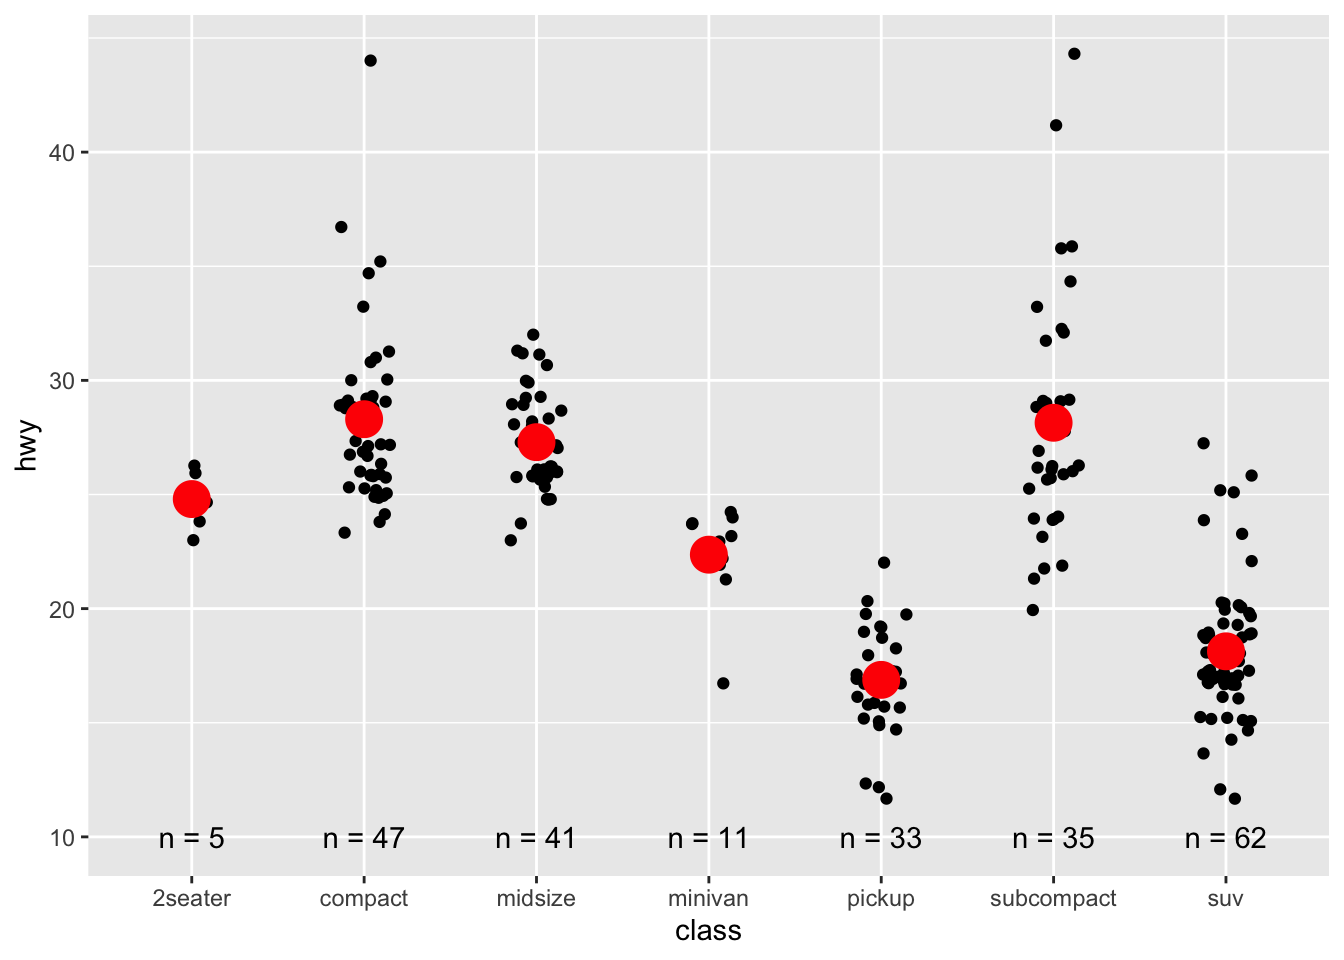 hwy
40
30
20
10
n = 5 n = 47 n = 41 n = 11 n = 33 n = 35 n = 62
2seater compact midsize minivan pickup subcompact suv
class